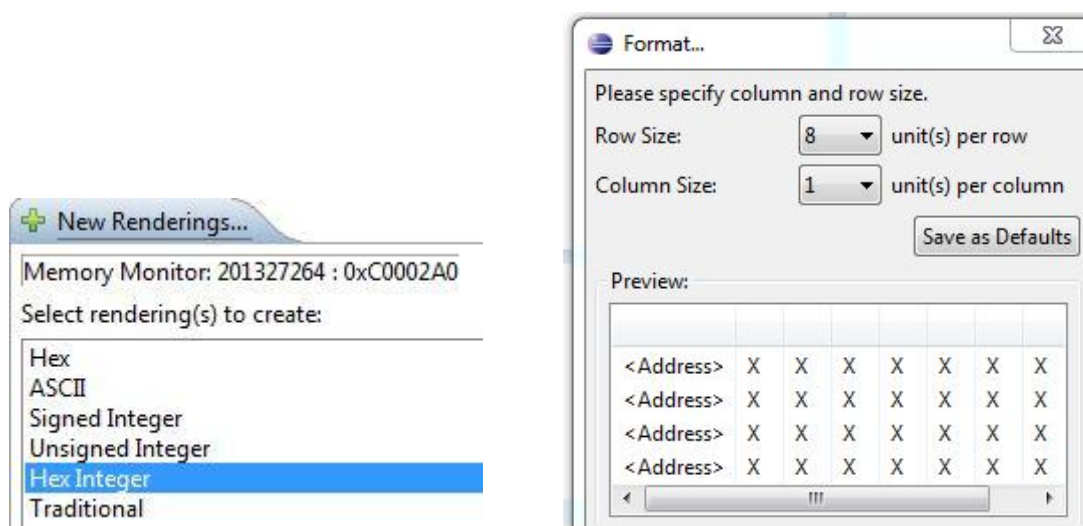 New Renderings...
Memory Monitor: 201327264 : 0xC0002A0
Select rendering(s) to create:
Hex
ASCII
Signed Integer
Unsigned Integer
Hex Integer
Traditional
Format...
Please specify column and row size.
Row Size: 8 unit(s) per row
Column Size: 1 unit(s) per column
Save as Defaults
Preview:
<Address> X X X X X X X
<Address> X X X X X X X
<Address> X X X X X X X
<Address> X X X X X X X